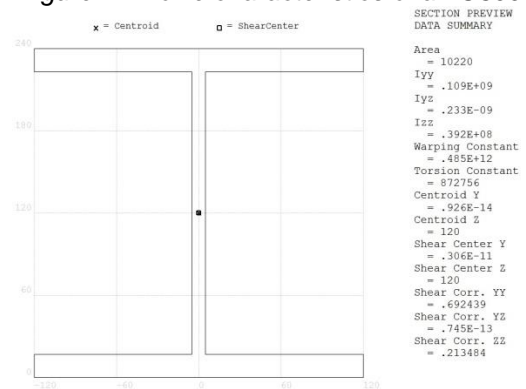 x = Centroid
□ = ShearCenter
240
180
120
60
0
-120
-60
0
60
120
SECTION PREVIEW
DATA SUMMARY
Area
= 10220
Iyy
= .109E+09
Iyz
= .233E-09
Izz
= .392E+08
Warping Constant
= .485E+12
Torsion Constant
= 872756
Centroid Y
= .926E-14
Centroid Z
= 120
Shear Center Y
= .306E-11
Shear Center Z
= 120
Shear Corr. YY
= .692439
Shear Corr. YZ
= .745E-13
Shear Corr. ZZ
= .213484